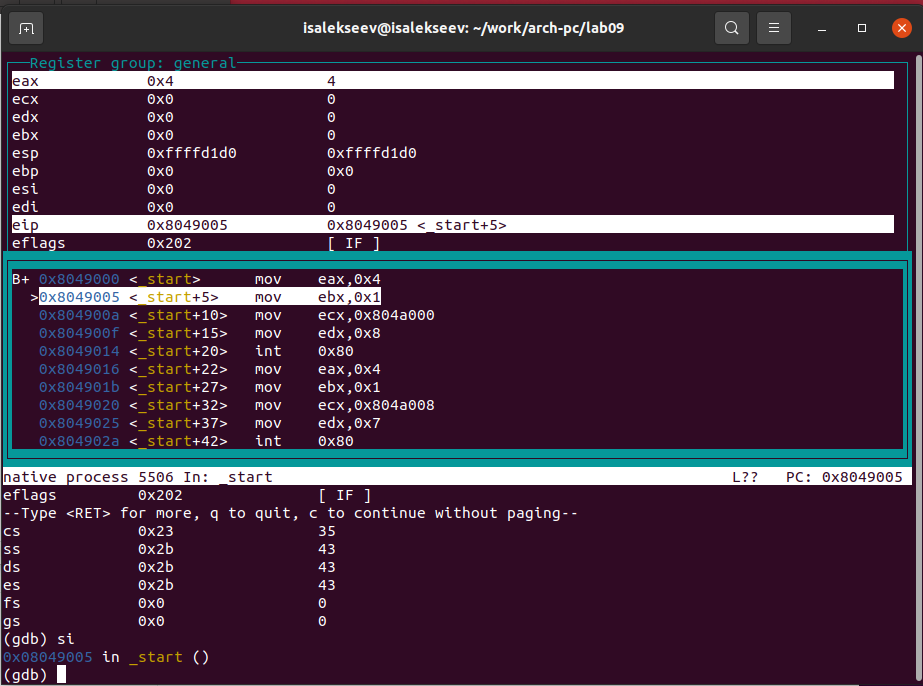 isalekseev@isalekseev: ~/work/arch-pc/lab09
Register group: general
eax 0x4 4
ecx 0x0 0
edx 0x0 0
ebx 0x0 0
esp 0xffffd1d0 0xffffd1d0
ebp 0x0 0x0
esi 0x0 0
edi 0x0 0
eip 0x8049005 0x8049005 <_start+5>
eflags 0x202 [ IF ]
B+ 0x8049000 <_start> mov eax,0x4
>0x8049005 <_start+5> mov ebx,0x1
0x804900a <_start+10> mov ecx,0x804a000
0x804900f <_start+15> mov edx,0x8
0x8049014 <_start+20> int 0x80
0x8049016 <_start+22> mov eax,0x4
0x804901b <_start+27> mov ebx,0x1
0x8049020 <_start+32> mov ecx,0x804a008
0x8049025 <_start+37> mov edx,0x7
0x804902a <_start+42> int 0x80
native process 5506 In: _start L?? PC: 0x8049005
eflags 0x202 [ IF ]
--Type <RET> for more, q to quit, c to continue without paging--
cs 0x23 35
ss 0x2b 43
ds 0x2b 43
es 0x2b 43
fs 0x0 0
gs 0x0 0
(gdb) si
0x08049005 in _start ()
(gdb)